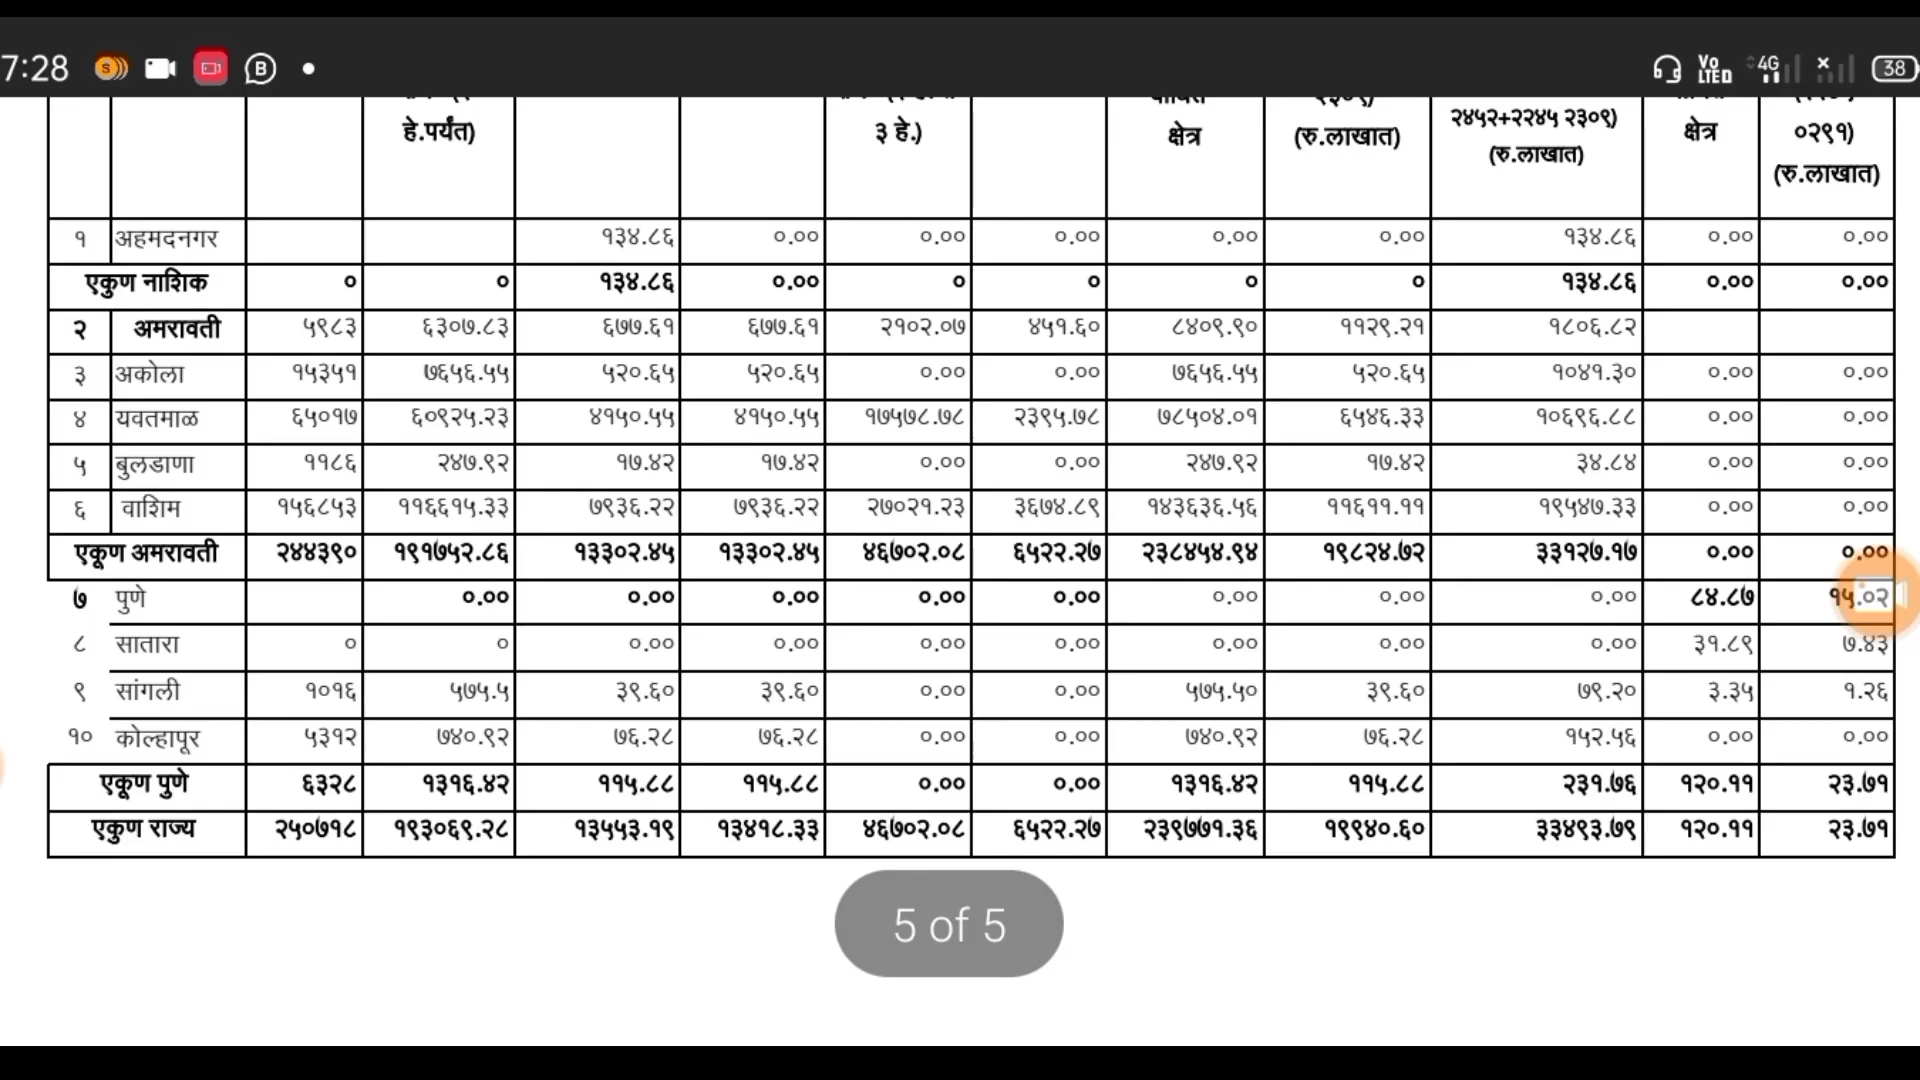 7:28 38
हे.पर्यंत) ३ हे.) क्षेत्र (रु.लाखात) २४५२+२२४५ २३०९) (रु.लाखात) क्षेत्र ०२९१) (रु.लाखात)
१ अहमदनगर १३४.८६ ०.०० ०.०० ०.०० ०.०० ०.०० १३४.८६ ०.०० ०.००
एकुण नाशिक ० ० १३४.८६ ०.०० ० ० ० ० १३४.८६ ०.०० ०.००
२ अमरावती ५९८३ ६३०७.८३ ६७७.६१ ६७७.६१ २१०२.०७ ४५१.६० ८४०९.९० ११२९.२१ १८०६.८२
३ अकोला १५३५१ ७६५६.५५ ५२०.६५ ५२०.६५ ०.०० ०.०० ७६५६.५५ ५२०.६५ १०४१.३० ०.०० ०.००
४ यवतमाळ ६५०१७ ६०९२५.२३ ४१५०.५५ ४१५०.५५ १७५७८.७८ २३९५.७८ ७८५०४.०१ ६५४६.३३ १०६९६.८८ ०.०० ०.००
५ बुलडाणा ११८६ २४७.९२ १७.४२ १७.४२ ०.०० ०.०० २४७.९२ १७.४२ ३४.८४ ०.०० ०.००
६ वाशिम १५६८५३ ११६६१५.३३ ७९३६.२२ ७९३६.२२ २७०२१.२३ ३६७४.८९ १४३६३६.५६ ११६११.११ १९५४७.३३ ०.०० ०.००
एकूण अमरावती २४४३९० १९१७५२.८६ १३३०२.४५ १३३०२.४५ ४६७०२.०८ ६५२२.२७ २३८४५४.९४ १९८२४.७२ ३३१२७.१७ ०.०० ०.००
७ पुणे ०.०० ०.०० ०.०० ०.०० ०.०० ०.०० ०.०० ०.०० ८४.८७ १५.०२
८ सातारा ० ० ०.०० ०.०० ०.०० ०.०० ०.०० ०.०० ०.०० ३१.८९ ७.४३
९ सांगली १०१६ ५७५.५ ३९.६० ३९.६० ०.०० ०.०० ५७५.५० ३९.६० ७९.२० ३.३५ १.२६
१० कोल्हापूर ५३१२ ७४०.९२ ७६.२८ ७६.२८ ०.०० ०.०० ७४०.९२ ७६.२८ १५२.५६ ०.०० ०.००
एकूण पुणे ६३२८ १३१६.४२ ११५.८८ ११५.८८ ०.०० ०.०० १३१६.४२ ११५.८८ २३१.७६ १२०.११ २३.७१
एकुण राज्य २५०७१८ १९३०६९.२८ १३५५३.१९ १३४१८.३३ ४६७०२.०८ ६५२२.२७ २३९७७१.३६ १९९४०.६० ३३४९३.७९ १२०.११ २३.७१
5 of 5